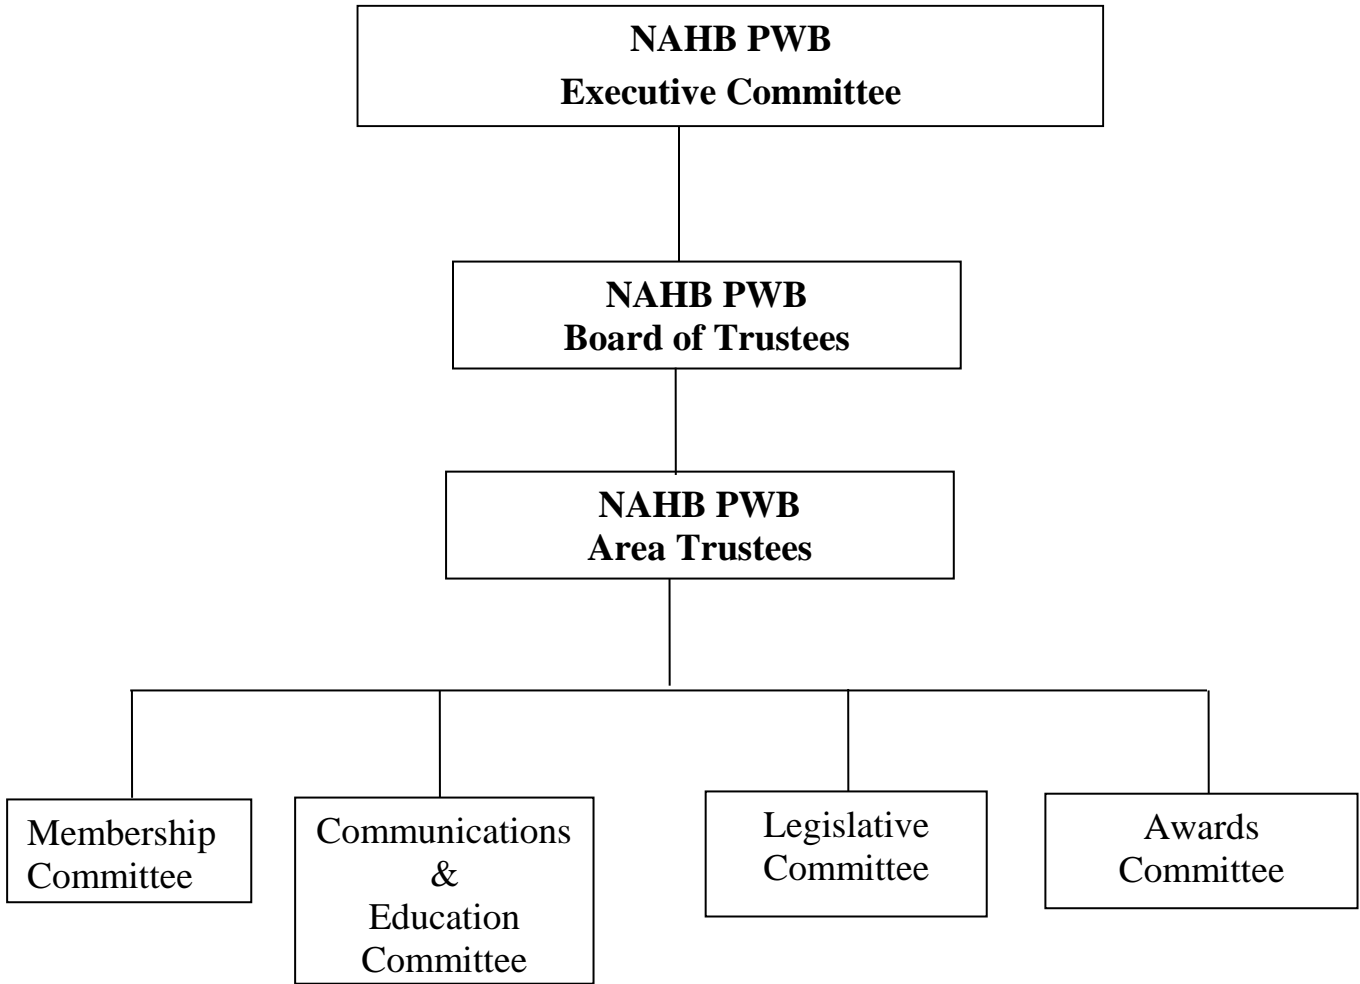 NAHB PWB
Executive Committee
NAHB PWB
Board of Trustees
NAHB PWB
Area Trustees
Membership
Committee
Communications
&
Education
Committee
Legislative
Committee
Awards
Committee